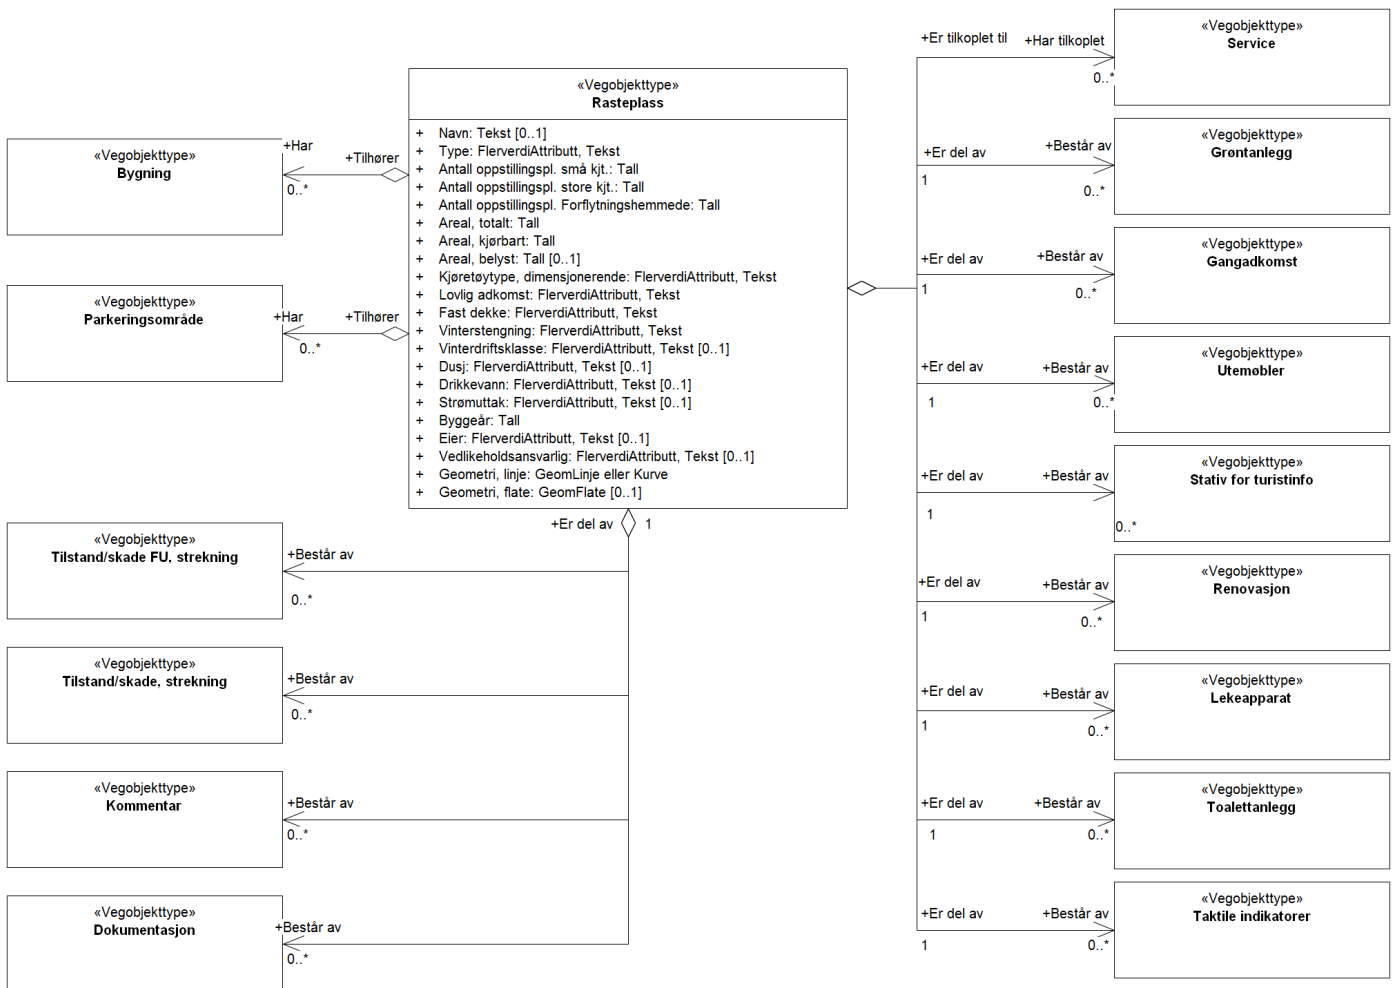 «Vegobjekttype»
Rasteplass
+ Navn: Tekst [0..1]
+ Type: FlerverdiAttributt, Tekst
+ Antall oppstillingspl. små kjt.: Tall
+ Antall oppstillingspl. store kjt.: Tall
+ Antall oppstillingspl. Forflytningshemmede: Tall
+ Areal, totalt: Tall
+ Areal, kjørbart: Tall
+ Areal, belyst: Tall [0..1]
+ Kjøretøytype, dimensjonerende: FlerverdiAttributt, Tekst
+ Lovlig adkomst: FlerverdiAttributt, Tekst
+ Fast dekke: FlerverdiAttributt, Tekst
+ Vinterstengning: FlerverdiAttributt, Tekst
+ Vinterdriftsklasse: FlerverdiAttributt, Tekst [0..1]
+ Dusj: FlerverdiAttributt, Tekst [0..1]
+ Drikkevann: FlerverdiAttributt, Tekst [0..1]
+ Strømuttak: FlerverdiAttributt, Tekst [0..1]
+ Byggeår: Tall
+ Eier: FlerverdiAttributt, Tekst [0..1]
+ Vedlikeholdsansvarlig: FlerverdiAttributt, Tekst [0..1]
+ Geometri, linje: GeomLinje eller Kurve
+ Geometri, flate: GeomFlate [0..1]
«Vegobjekttype»
Bygning
+Har
0..*
+Tilhører
«Vegobjekttype»
Parkeringsområde
+Har
0..*
+Tilhører
+Er del av 1
«Vegobjekttype»
Tilstand/skade FU, strekning
+Består av
0..*
«Vegobjekttype»
Tilstand/skade, strekning
+Består av
0..*
«Vegobjekttype»
Kommentar
+Består av
0..*
«Vegobjekttype»
Dokumentasjon
+Består av
0..*
+Er tilkoplet til +Har tilkoplet
0..*
«Vegobjekttype»
Service
+Er del av +Består av
1 0..*
«Vegobjekttype»
Grøntanlegg
+Er del av +Består av
1 0..*
«Vegobjekttype»
Gangadkomst
+Er del av +Består av
1 0..*
«Vegobjekttype»
Utemøbler
+Er del av +Består av
1 0..*
«Vegobjekttype»
Stativ for turistinfo
+Er del av +Består av
1 0..*
«Vegobjekttype»
Renovasjon
+Er del av +Består av
1 0..*
«Vegobjekttype»
Lekeapparat
+Er del av +Består av
1 0..*
«Vegobjekttype»
Toalettanlegg
+Er del av +Består av
1 0..*
«Vegobjekttype»
Taktile indikatorer